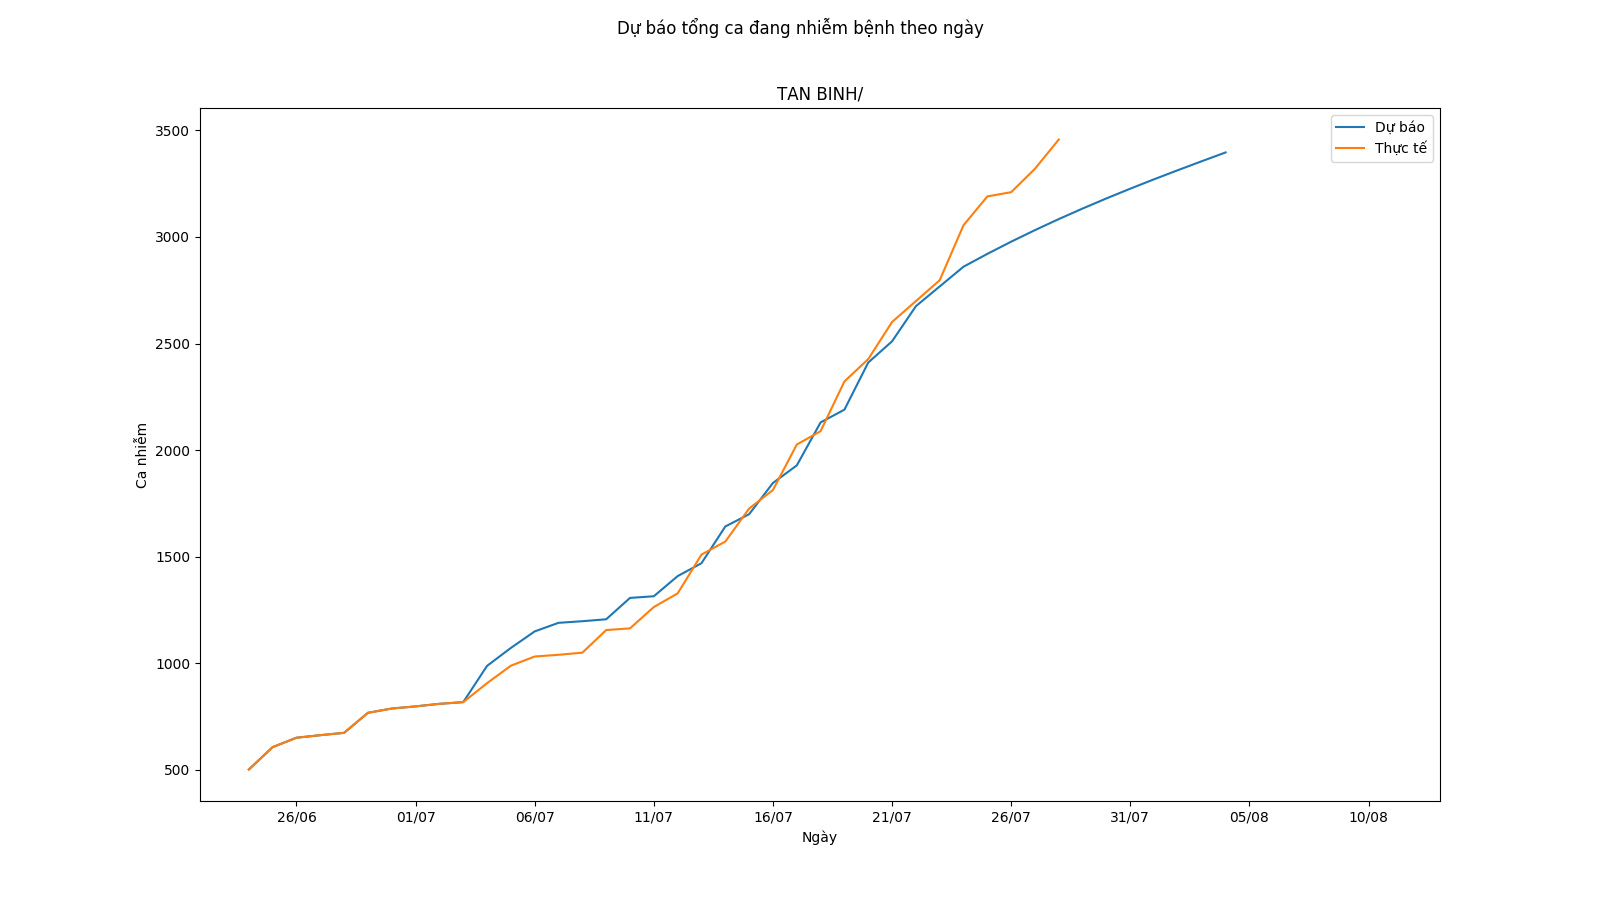 Dự báo tổng ca đang nhiễm bệnh theo ngày
TAN BINH/
Dự báo
Thực tế
3500
3000
2500
2000
1500
1000
500
Ca nhiễm
26/06 01/07 06/07 11/07 16/07 21/07 26/07 31/07 05/08 10/08
Ngày